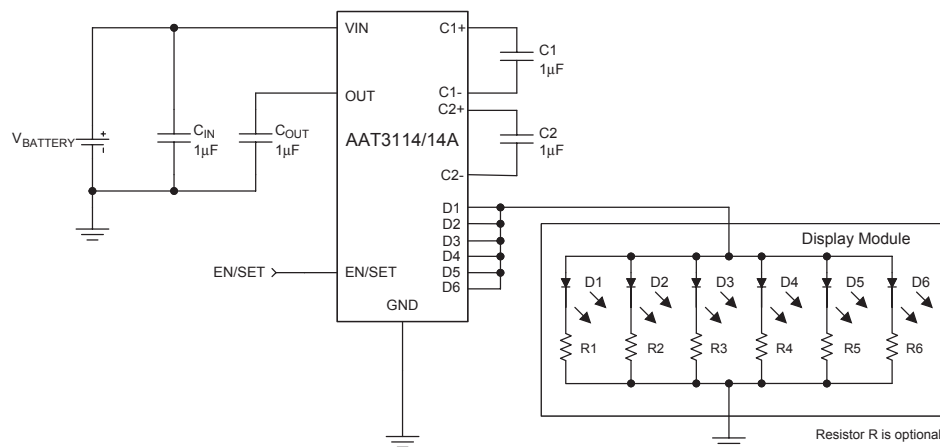 VIN
OUT
EN/SET
C1+
C1-
C2+
C2-
D1
D2
D3
D4
D5
D6
GND
AAT3114/14A
C1
1μF
C2
1μF
VBATTERY
+
-
CIN
1μF
COUT
1μF
EN/SET
Display Module
D1
D2
D3
D4
D5
D6
R1
R2
R3
R4
R5
R6
Resistor R is optional